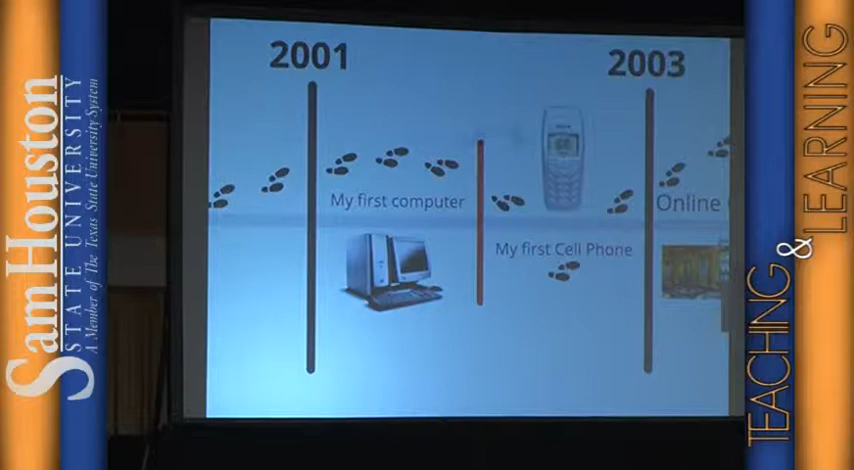 Sam Houston
STATE UNIVERSITY
A Member of The Texas State University System
2001
2003
My first computer
Online
My first Cell Phone
TEACHING
&
LEARNING